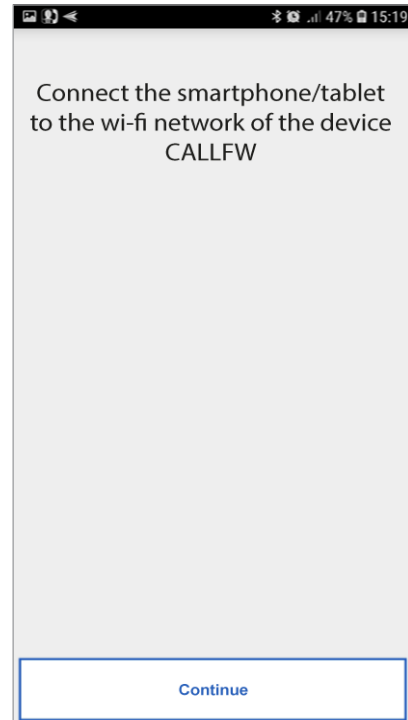 47% 15:19
Connect the smartphone/tablet
to the wi-fi network of the device
CALLFW
Continue